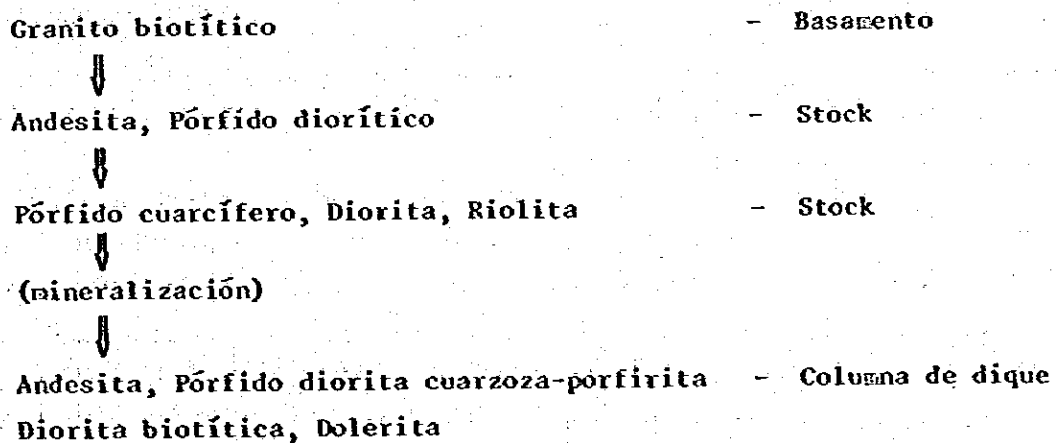 Granito biotítico - Basamento
⇓
Andesita, Pórfido diorítico - Stock
⇓
Pórfido cuarcífero, Diorita, Riolita - Stock
⇓
(mineralización)
⇓
Andesita, Pórfido diorita cuarzoza-porfirita - Columna de dique
Diorita biotítica, Dolerita